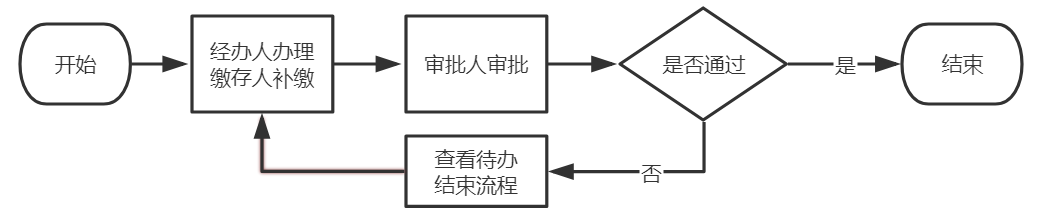 开始
经办人办理
缴存人补缴
审批人审批
是否通过
是
结束
否
查看待办
结束流程